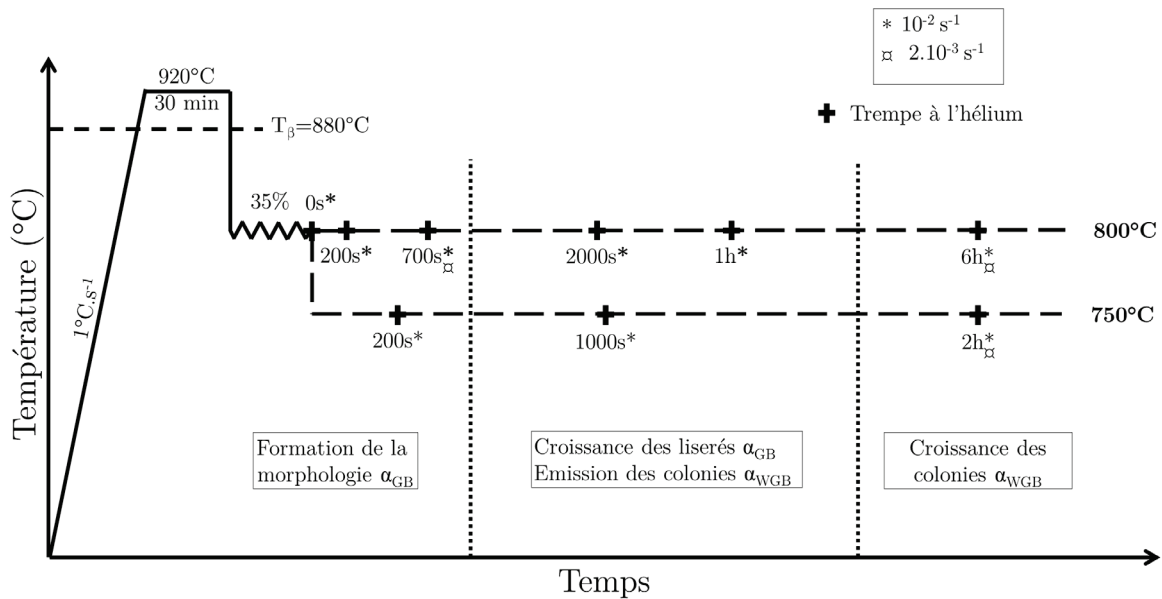 * 10⁻² s⁻¹
¤ 2.10⁻³ s⁻¹
Trempe à l'hélium
920°C
30 min
Tβ=880°C
Température (°C)
1°C.s⁻¹
35% 0s*
200s* 700s*¤ 2000s* 1h* 6h*¤ 800°C
200s* 1000s* 2h*¤ 750°C
Formation de la
morphologie αGB
Croissance des liserés αGB
Emission des colonies αWGB
Croissance des
colonies αWGB
Temps